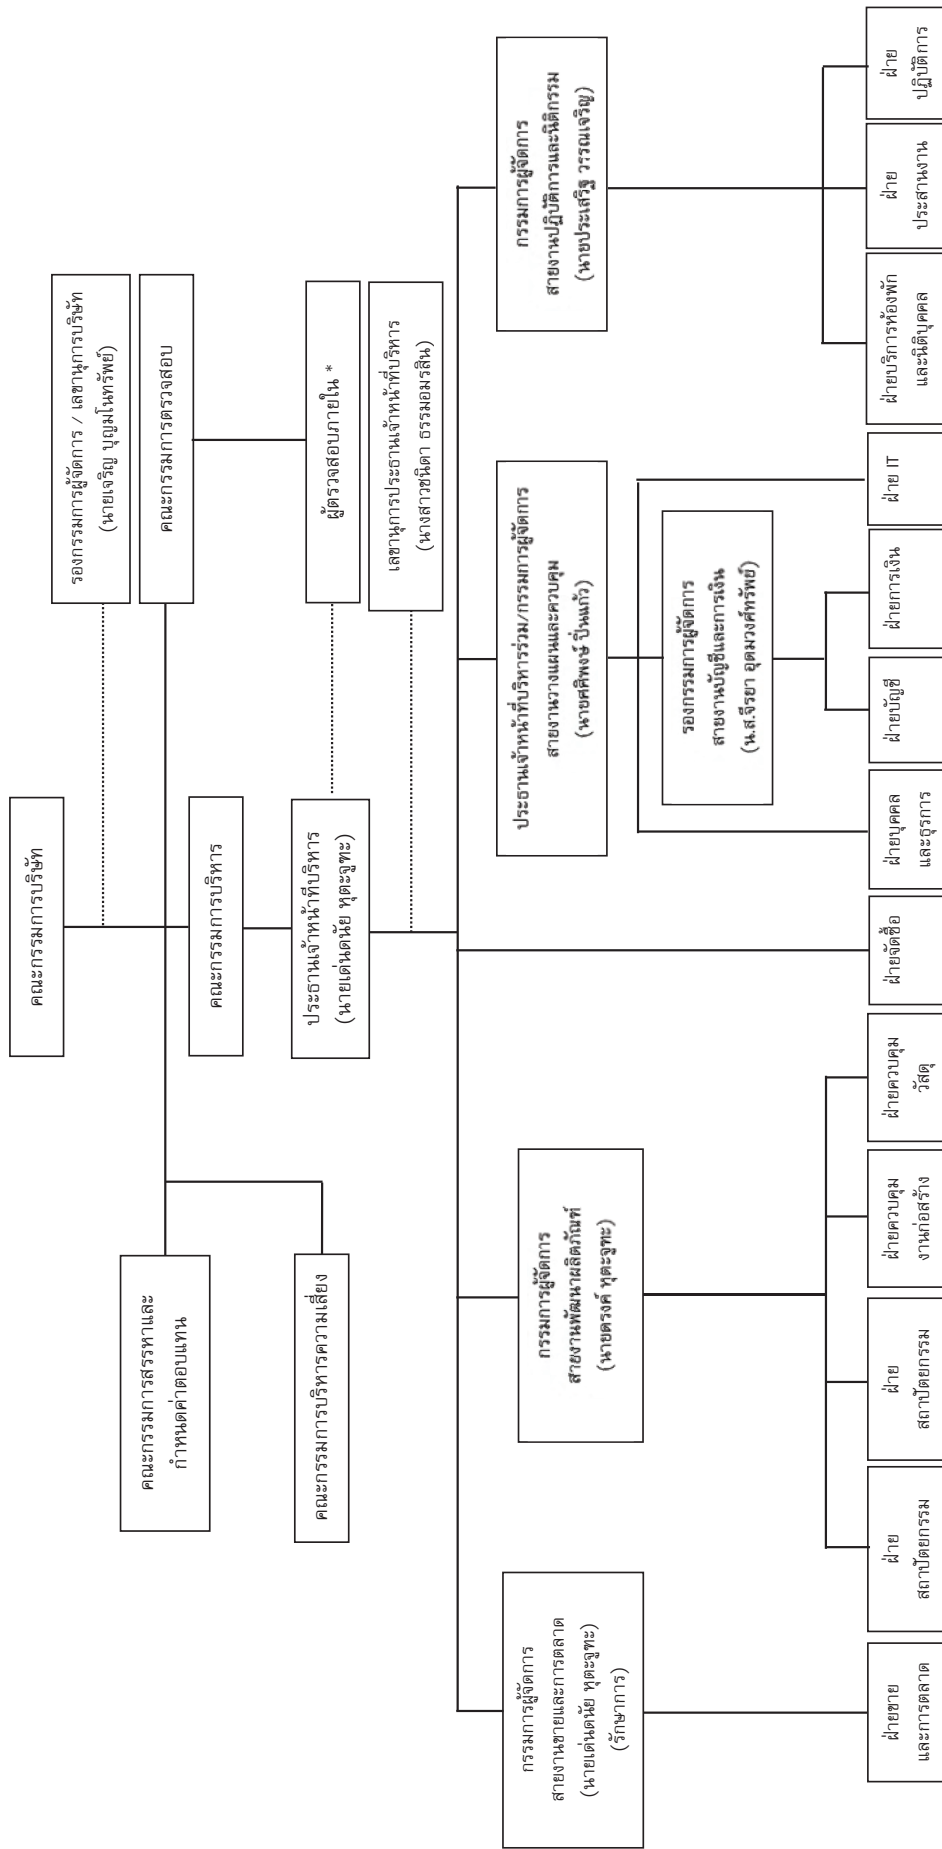 คณะกรรมการบริษัท
รองกรรมการผู้จัดการ / เลขานุการบริษัท
(นายเจริญ บุญมโนทรัพย์)
คณะกรรมการสรรหาและ
กำหนดค่าตอบแทน
คณะกรรมการตรวจสอบ
คณะกรรมการบริหาร
คณะกรรมการบริหารความเสี่ยง
ประธานเจ้าหน้าที่บริหาร
(นายเด่นดนัย หุตะจูฑะ)
ผู้ตรวจสอบภายใน *
เลขานุการประธานเจ้าหน้าที่บริหาร
(นางสาวชนิดา ธรรมอมรสิน)
กรรมการผู้จัดการ
สายงานขายและการตลาด
(นายเด่นดนัย หุตะจูฑะ)
(รักษาการ)
กรรมการผู้จัดการ
สายงานพัฒนาผลิตภัณฑ์
(นายดรงค์ หุตะจูฑะ)
ประธานเจ้าหน้าที่บริหารร่วม/กรรมการผู้จัดการ
สายงานวางแผนและควบคุม
(นายศศิพงษ์ ปิ่นแก้ว)
กรรมการผู้จัดการ
สายงานปฏิบัติการและนิติกรรม
(นายประเสริฐ วรรณเจริญ)
รองกรรมการผู้จัดการ
สายงานบัญชีและการเงิน
(น.ส.จีรยา อุดมวงศ์ทรัพย์)
ฝ่ายขาย
และการตลาด
ฝ่าย
สถาปัตยกรรม
ฝ่าย
สถาปัตยกรรม
ฝ่ายควบคุม
งานก่อสร้าง
ฝ่ายควบคุม
วัสดุ
ฝ่ายจัดซื้อ
ฝ่ายบุคคล
และธุรการ
ฝ่ายบัญชี
ฝ่ายการเงิน
ฝ่าย IT
ฝ่ายบริการห้องพัก
และนิติบุคคล
ฝ่าย
ประสานงาน
ฝ่าย
ปฏิบัติการ